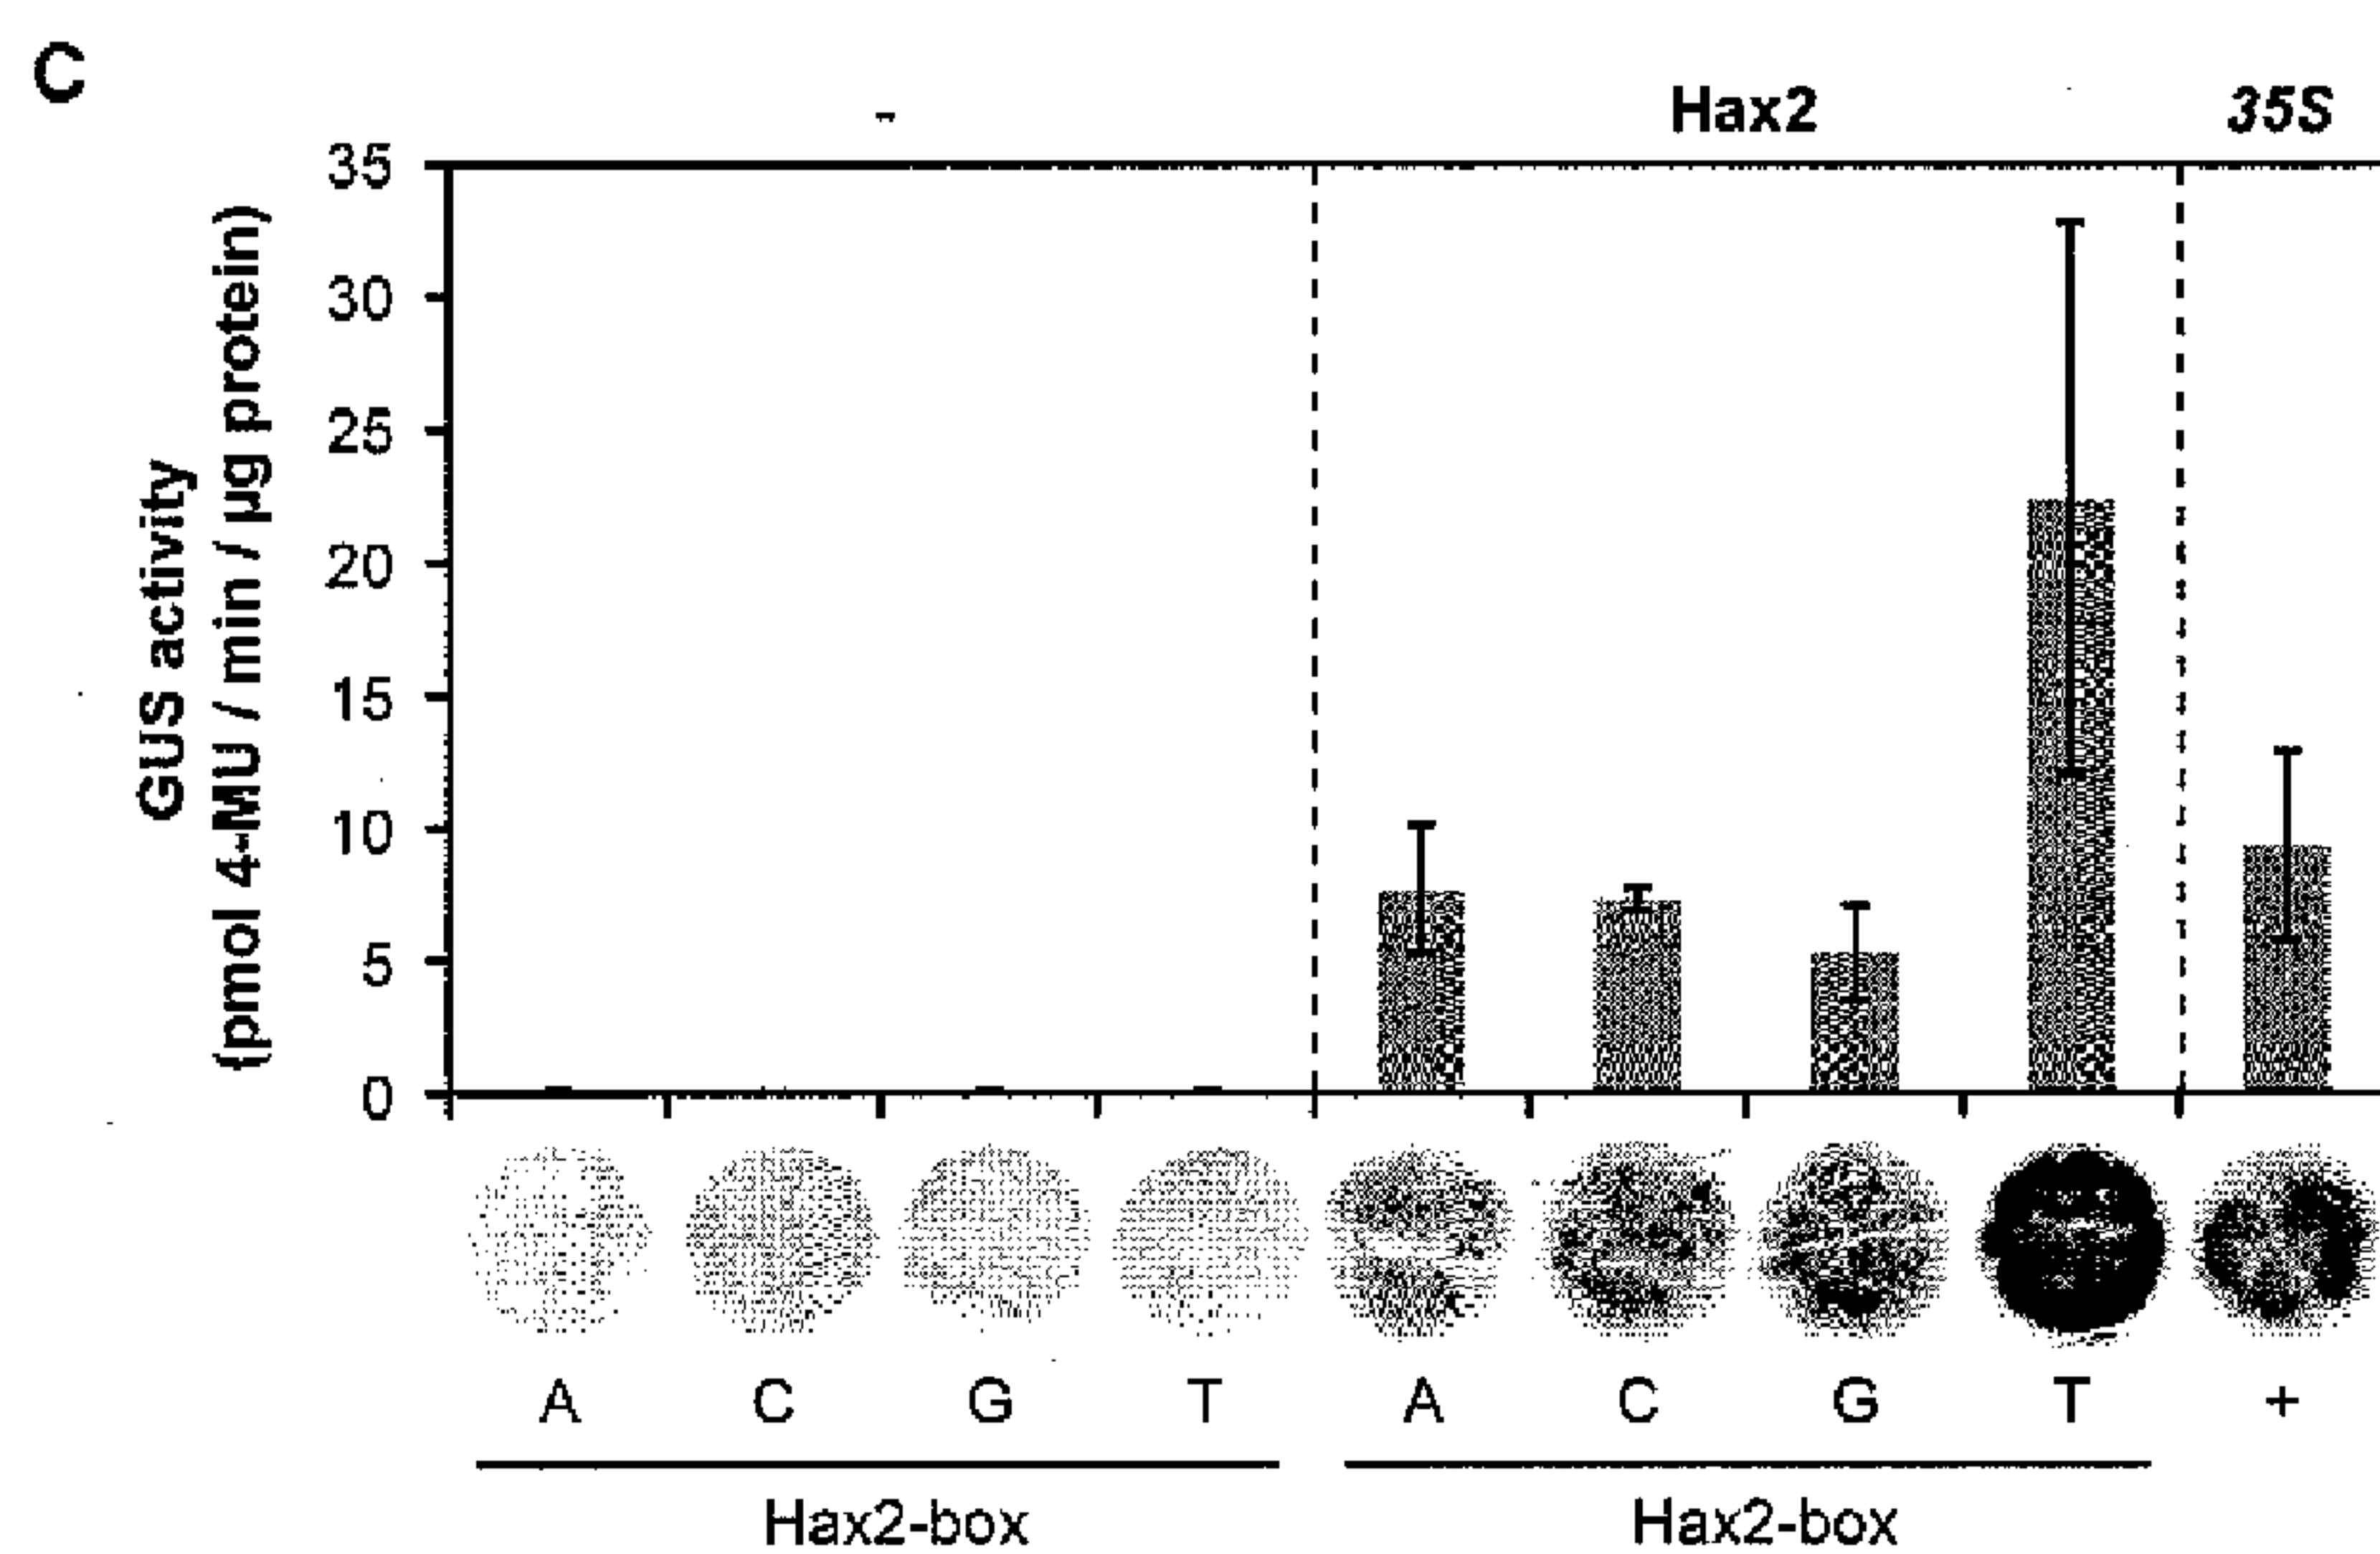 C
- Hax2 35S
GUS activity
(pmol 4-MU / min / µg protein)
35
30
25
20
15
10
5
0
A C G T A C G T +
Hax2-box Hax2-box